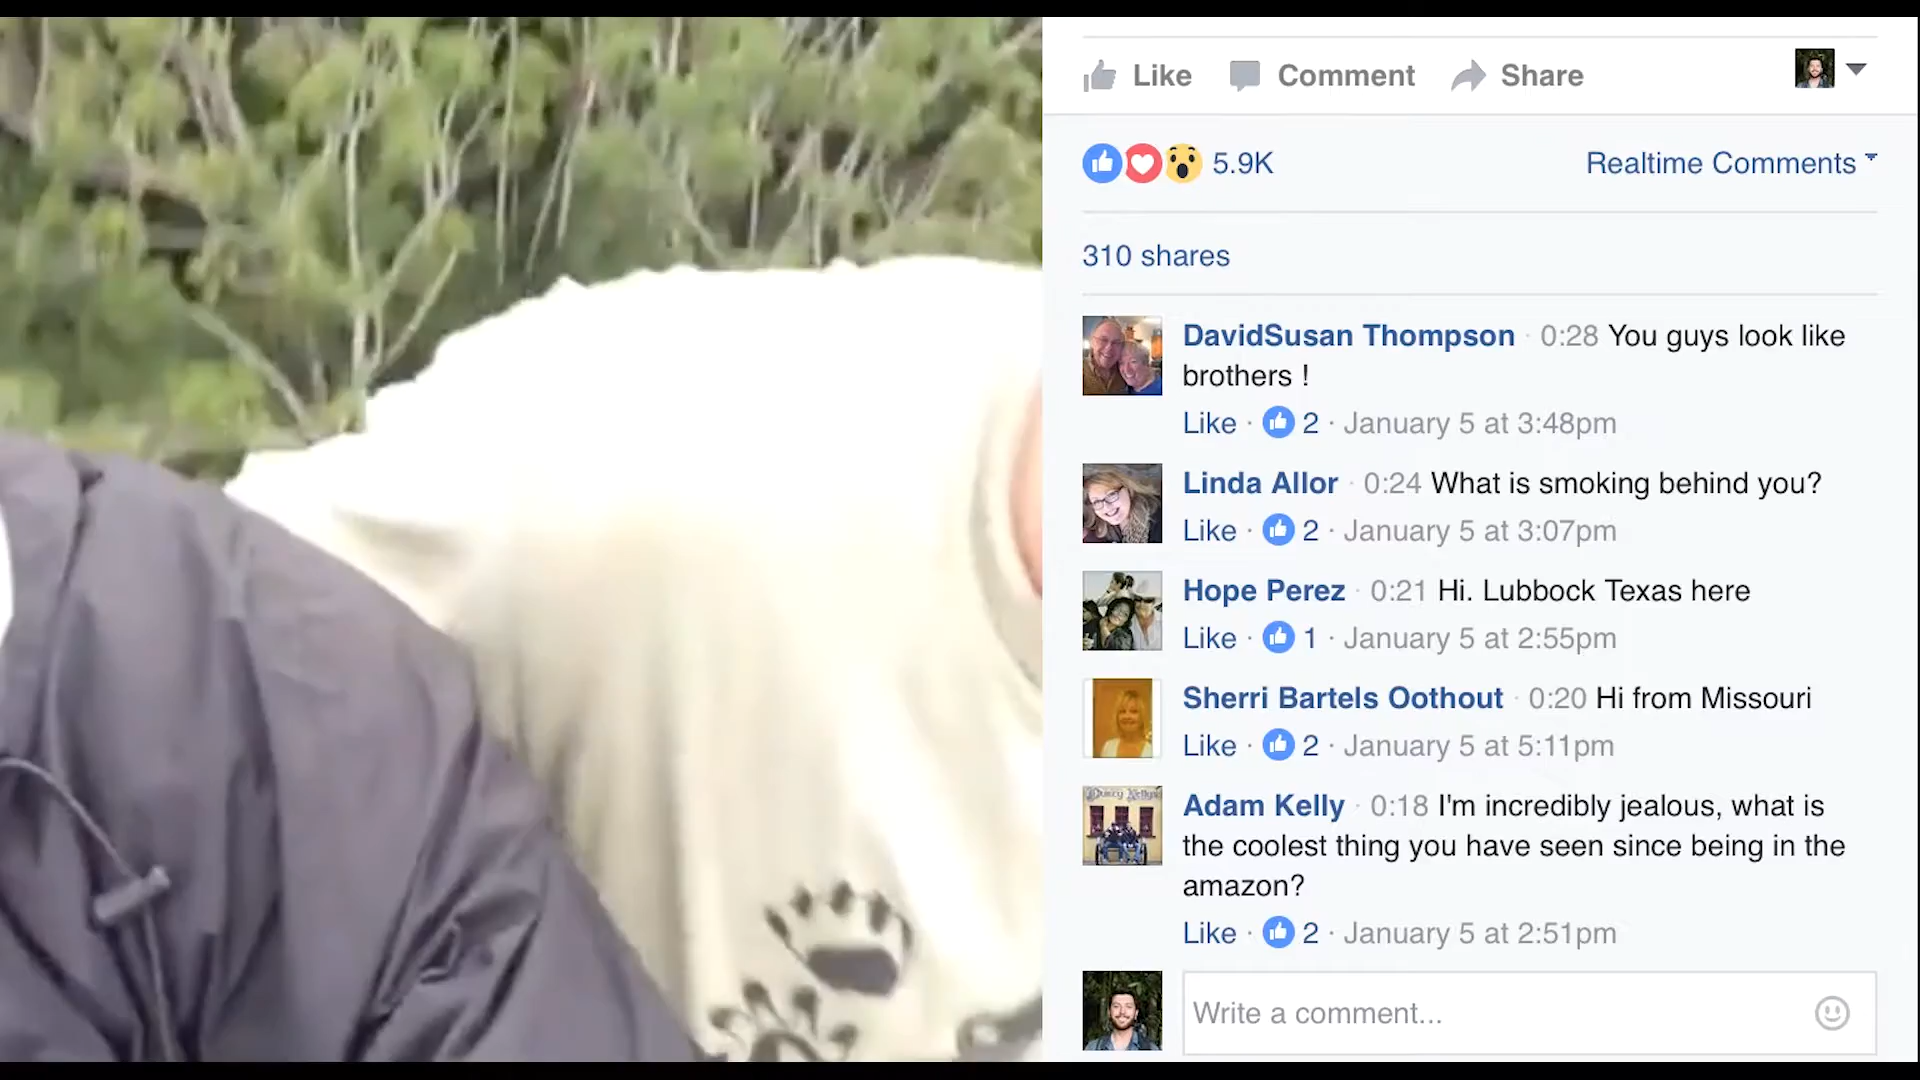 Like Comment Share
5.9K Realtime Comments
310 shares
DavidSusan Thompson · 0:28 You guys look like
brothers !
Like · 2 · January 5 at 3:48pm
Linda Allor · 0:24 What is smoking behind you?
Like · 2 · January 5 at 3:07pm
Hope Perez · 0:21 Hi. Lubbock Texas here
Like · 1 · January 5 at 2:55pm
Sherri Bartels Oothout · 0:20 Hi from Missouri
Like · 2 · January 5 at 5:11pm
Adam Kelly · 0:18 I'm incredibly jealous, what is
the coolest thing you have seen since being in the
amazon?
Like · 2 · January 5 at 2:51pm
Write a comment...